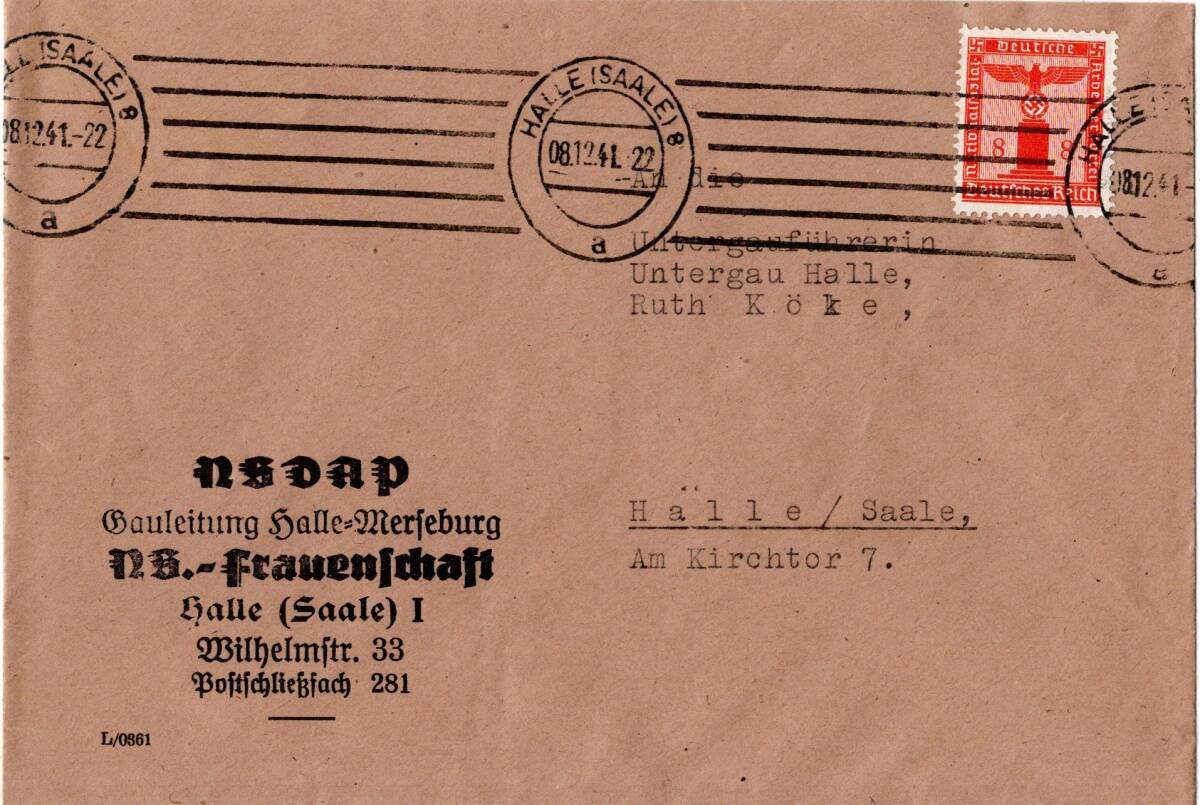 HALLE (SAALE) 8
08.12.41.-22
a
HALLE (SAALE) 8
08.12.41.-22
a
HALLE (S
08.12.41.-
a
Deutsche
Nationalsozial.
Arbeiterpartei
8 8
Deutsches Reich
An die
Untergauführerin
Untergau Halle,
Ruth K ö k e ,
H a l l e / Saale,
Am Kirchtor 7.
NSDAP
Gauleitung Halle-Merseburg
NS.-Frauenschaft
Halle (Saale) I
Wilhelmstr. 33
Postschließfach 281
L/0361